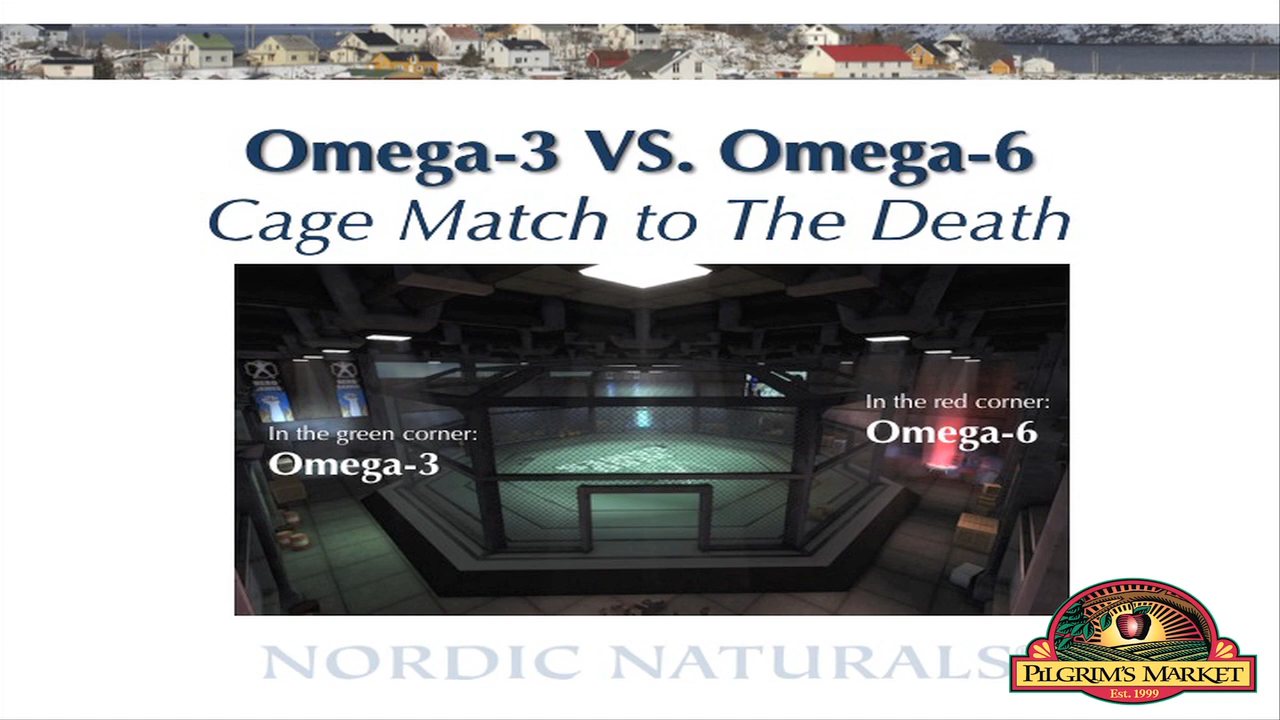 Omega-3 VS. Omega-6
Cage Match to The Death
In the green corner:
Omega-3
In the red corner:
Omega-6
NORDIC NATURALS
PILGRIM'S MARKET
Est. 1999